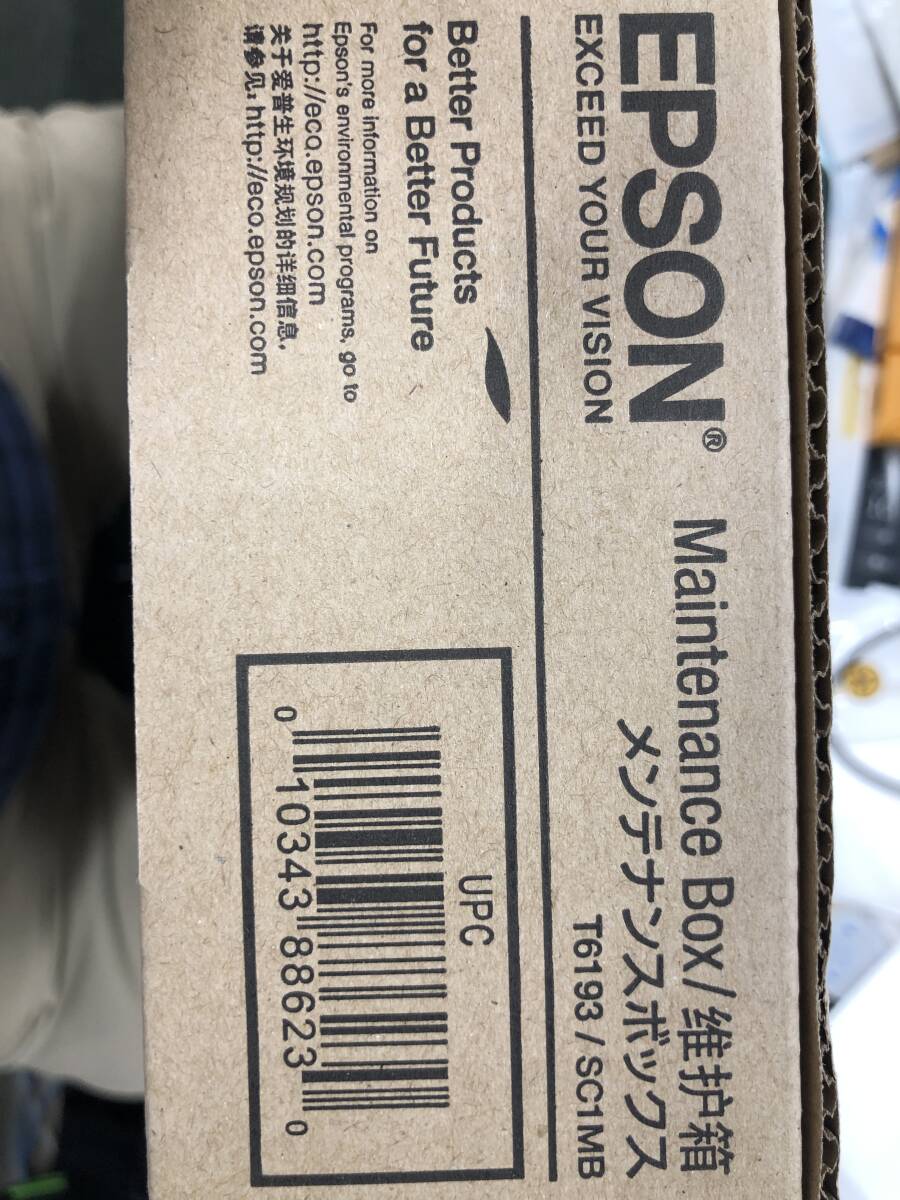 EPSON®
EXCEED YOUR VISION
Maintenance Box/维护箱
メンテナンスボックス
T6193 / SC1MB
Better Products
for a Better Future
For more information on
Epson's environmental programs, go to
http://eco.epson.com
关于爱普生环境规划的详细信息，
请参见：http://eco.epson.com
UPC
0 10343 88623 0